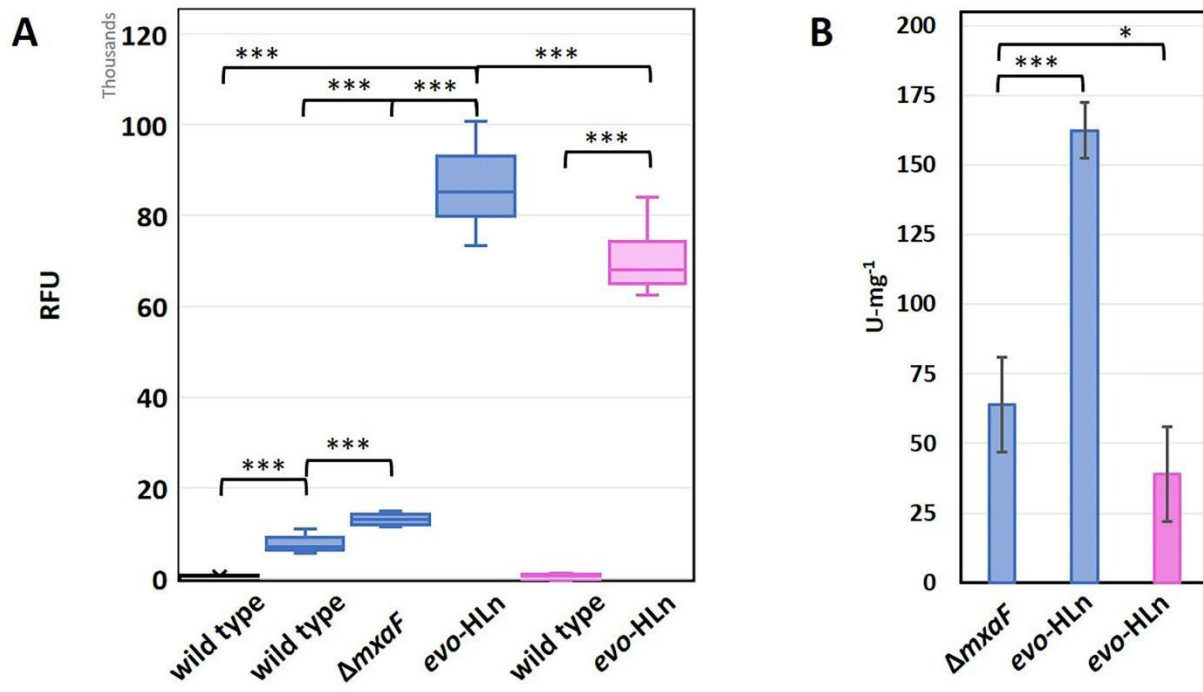 A
Thousands
RFU
120
100
80
60
40
20
0
***
***
***
***
***
***
***
wild type
wild type
ΔmxaF
evo-HLn
wild type
evo-HLn
B
U-mg⁻¹
200
175
150
125
100
75
50
25
0
*
***
ΔmxaF
evo-HLn
evo-HLn